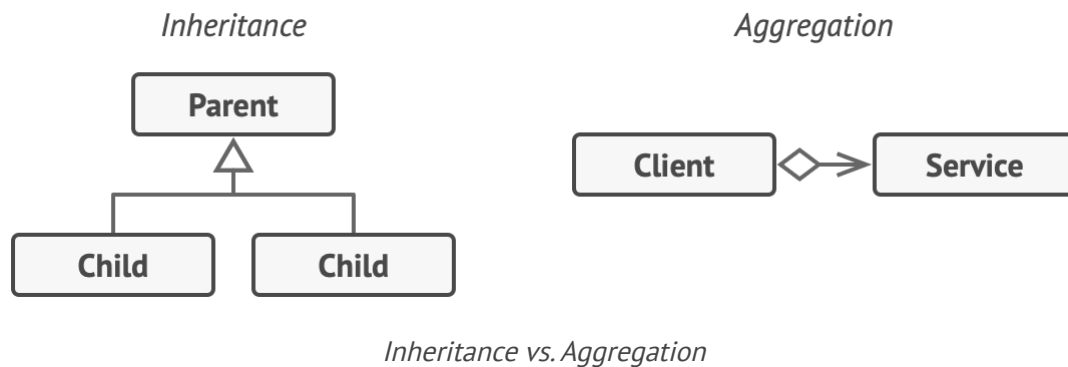 Inheritance
Aggregation
Parent
Client
Service
Child
Child
Inheritance vs. Aggregation